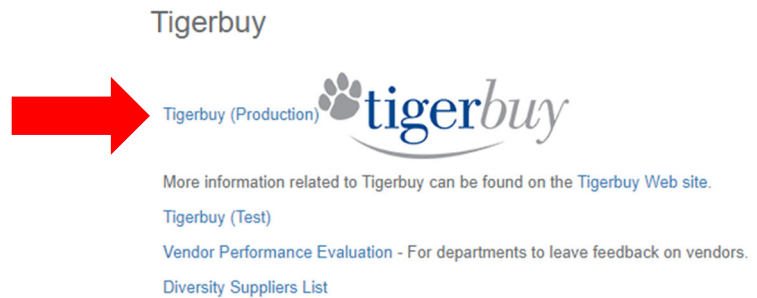 Tigerbuy
Tigerbuy (Production) tigerbuy
More information related to Tigerbuy can be found on the Tigerbuy Web site.
Tigerbuy (Test)
Vendor Performance Evaluation - For departments to leave feedback on vendors.
Diversity Suppliers List